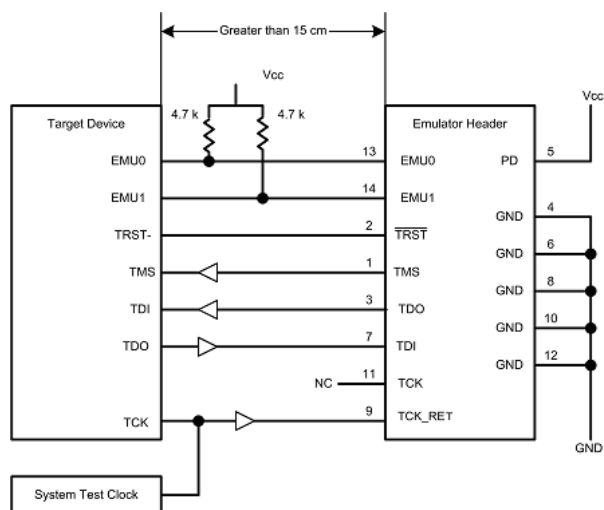 Greater than 15 cm
Vcc
Vcc
Target Device
4.7 k
4.7 k
Emulator Header
EMU0
13
EMU0
PD
5
EMU1
14
EMU1
GND
4
TRST-
2
TRST
GND
6
TMS
1
TMS
GND
8
TDI
3
TDO
GND
10
TDO
7
TDI
GND
12
NC
11
TCK
TCK
9
TCK_RET
GND
System Test Clock